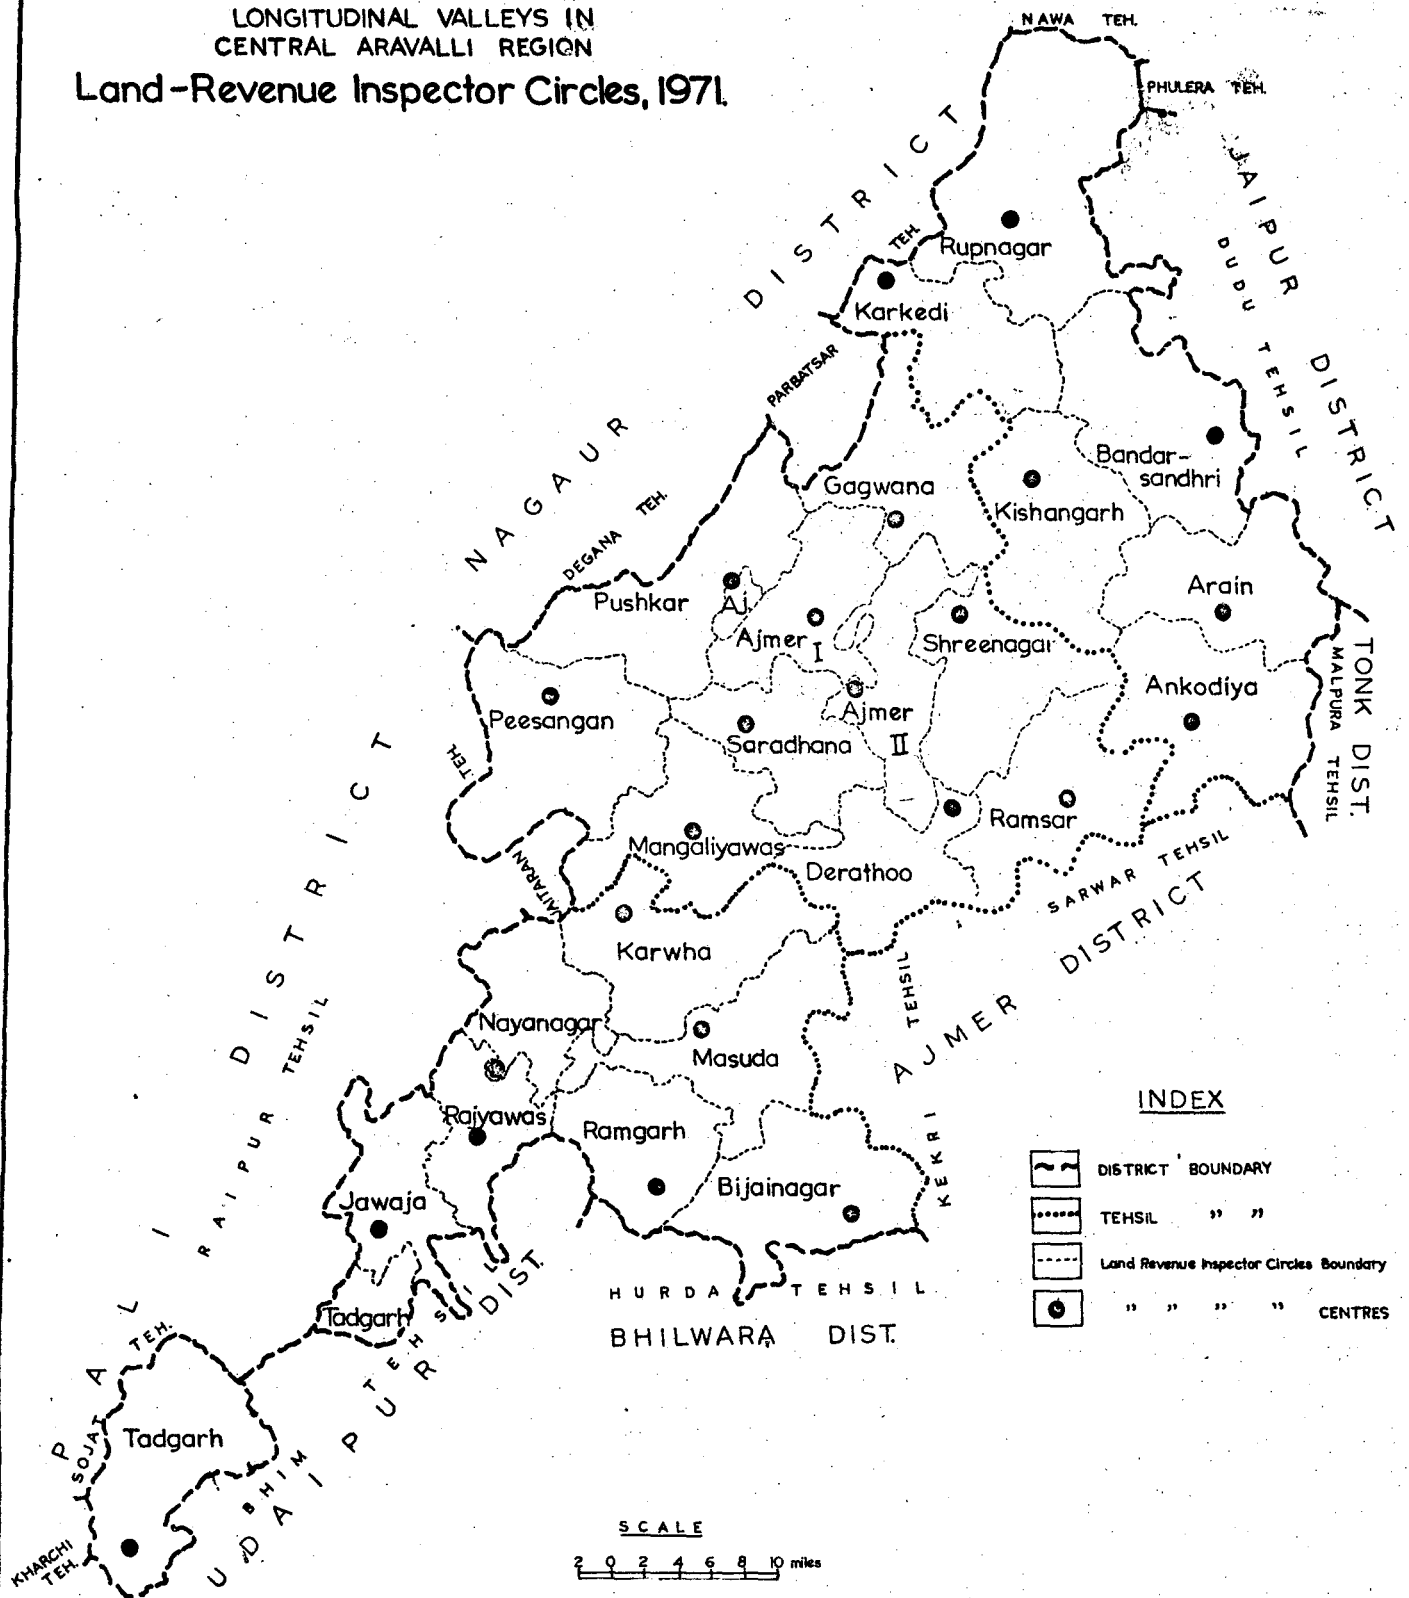 LONGITUDINAL VALLEYS IN
CENTRAL ARAVALLI REGION
Land-Revenue Inspector Circles, 1971.
NAWA TEH.
PHULERA TEH.
JAIPUR DISTRICT
DUDU TEHSIL
NAGAUR DISTRICT
PARBATSAR TEH.
DEGANA TEH.
Rupnagar
Karkedi
Bandar-
sandhri
Gagwana
Kishangarh
Arain
Pushkar
Aj.
Ajmer
I
Shreenagar
Ankodiya
TONK DIST.
MALPURA TEHSIL
Peesangan
Ajmer
II
Saradhana
Ramsar
Mangaliyawas
Derathoo
JAITARAN TEH.
SARWAR TEHSIL
AJMER DISTRICT
Karwha
KEKRI TEHSIL
Nayanagar
Masuda
PALI DISTRICT
RAIPUR TEHSIL
Rajyawas
Ramgarh
Jawaja
Bijainagar
Tadgarh
HURDA TEHSIL
BHILWARA DIST.
UDAIPUR DIST.
BHIM TEHSIL
SOJAT TEH.
Tadgarh
KHARCHI
TEH.
INDEX
DISTRICT BOUNDARY
TEHSIL " "
Land Revenue Inspector Circles Boundary
" " " " CENTRES
SCALE
2 0 2 4 6 8 10 miles